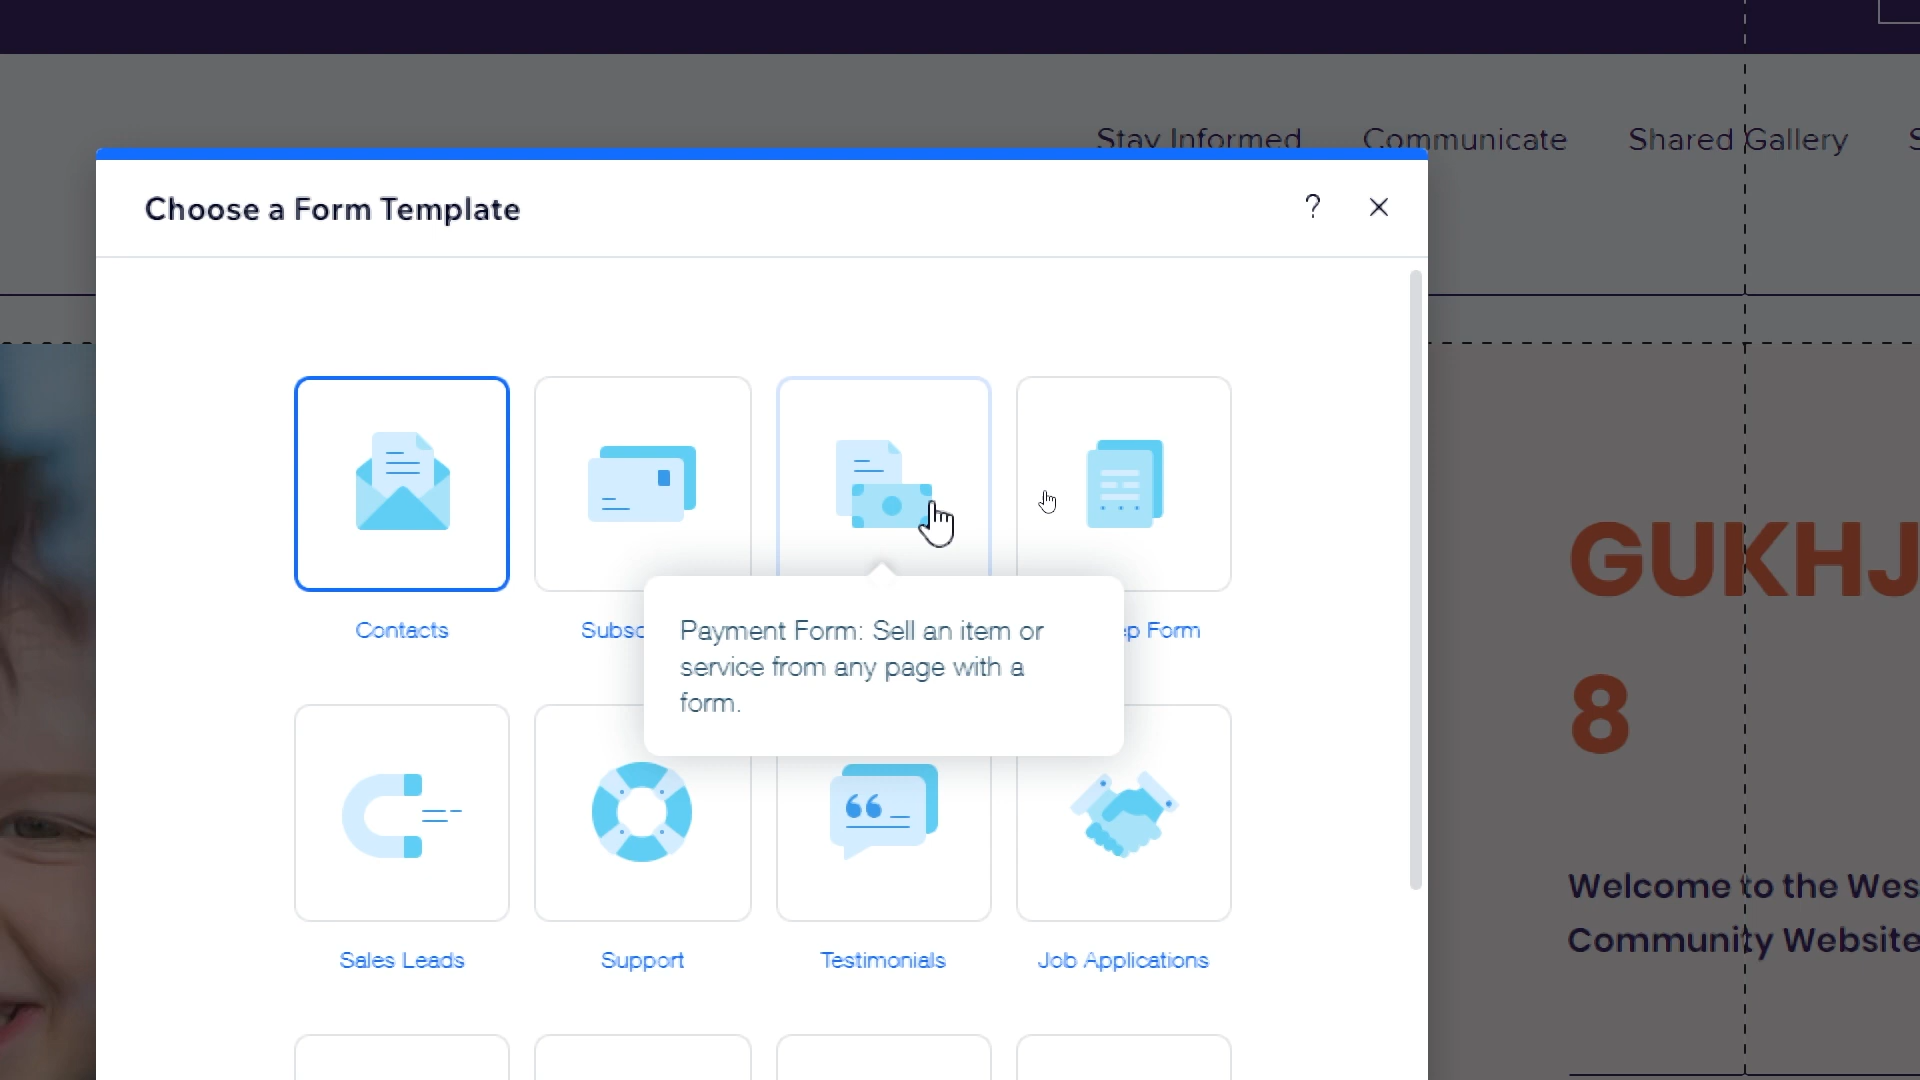 Stay Informed Communicate Shared Gallery S
Choose a Form Template ?
Contacts Subsc p Form
Payment Form: Sell an item or
service from any page with a
form.
Sales Leads Support Testimonials Job Applications
GUKHJ
8
Welcome to the Wes
Community Website